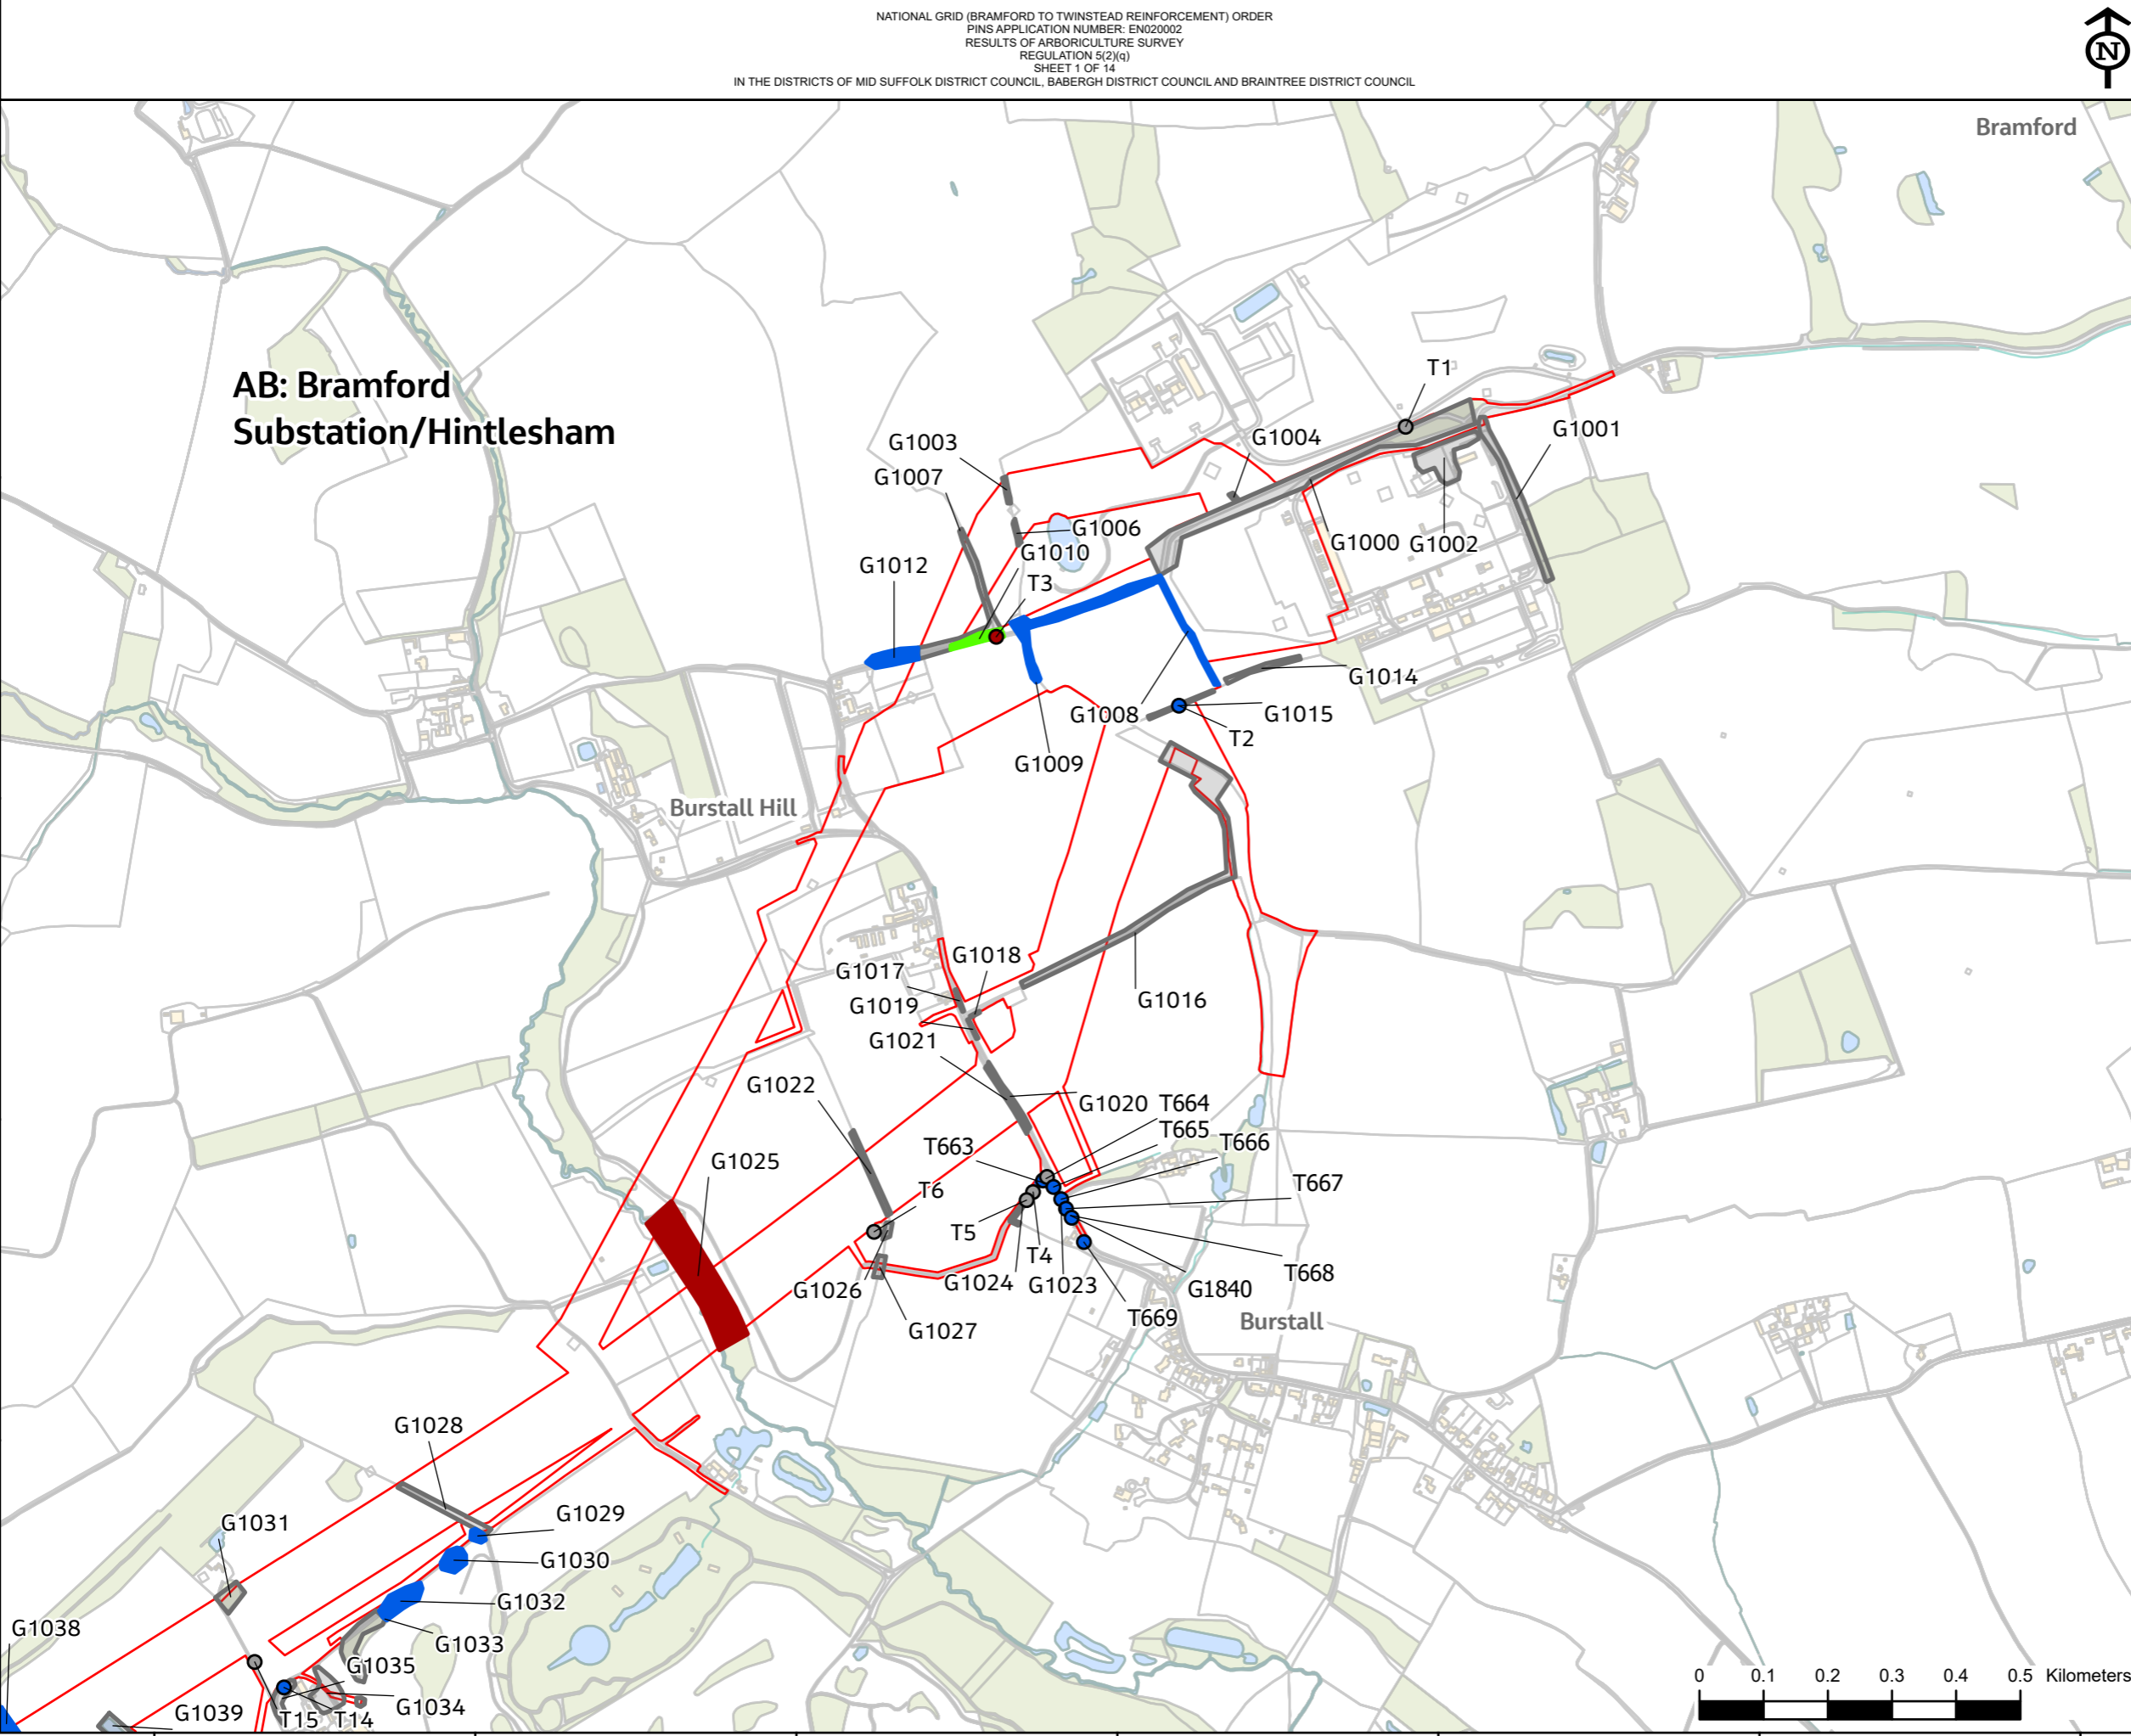 NATIONAL GRID (BRAMFORD TO TWINSTEAD REINFORCEMENT) ORDER
PINS APPLICATION NUMBER: EN020002
RESULTS OF ARBORICULTURE SURVEY
REGULATION 5(2)(q)
SHEET 1 OF 14
IN THE DISTRICTS OF MID SUFFOLK DISTRICT COUNCIL, BABERGH DISTRICT COUNCIL AND BRAINTREE DISTRICT COUNCIL
N
Bramford
AB: Bramford
Substation/Hintlesham
T1
G1003
G1004
G1001
G1007
G1006
G1000
G1002
G1010
G1012
T3
G1014
G1008
G1015
T2
G1009
Burstall Hill
G1018
G1017
G1019
G1016
G1021
G1022
G1020
T664
T665
T666
T663
G1025
T667
T6
T5
T4
T668
G1026
G1024
G1023
G1840
T669
G1027
Burstall
G1028
G1029
G1031
G1030
G1032
G1038
G1033
G1035
G1034
G1039
T15
T14
0 0.1 0.2 0.3 0.4 0.5 Kilometers